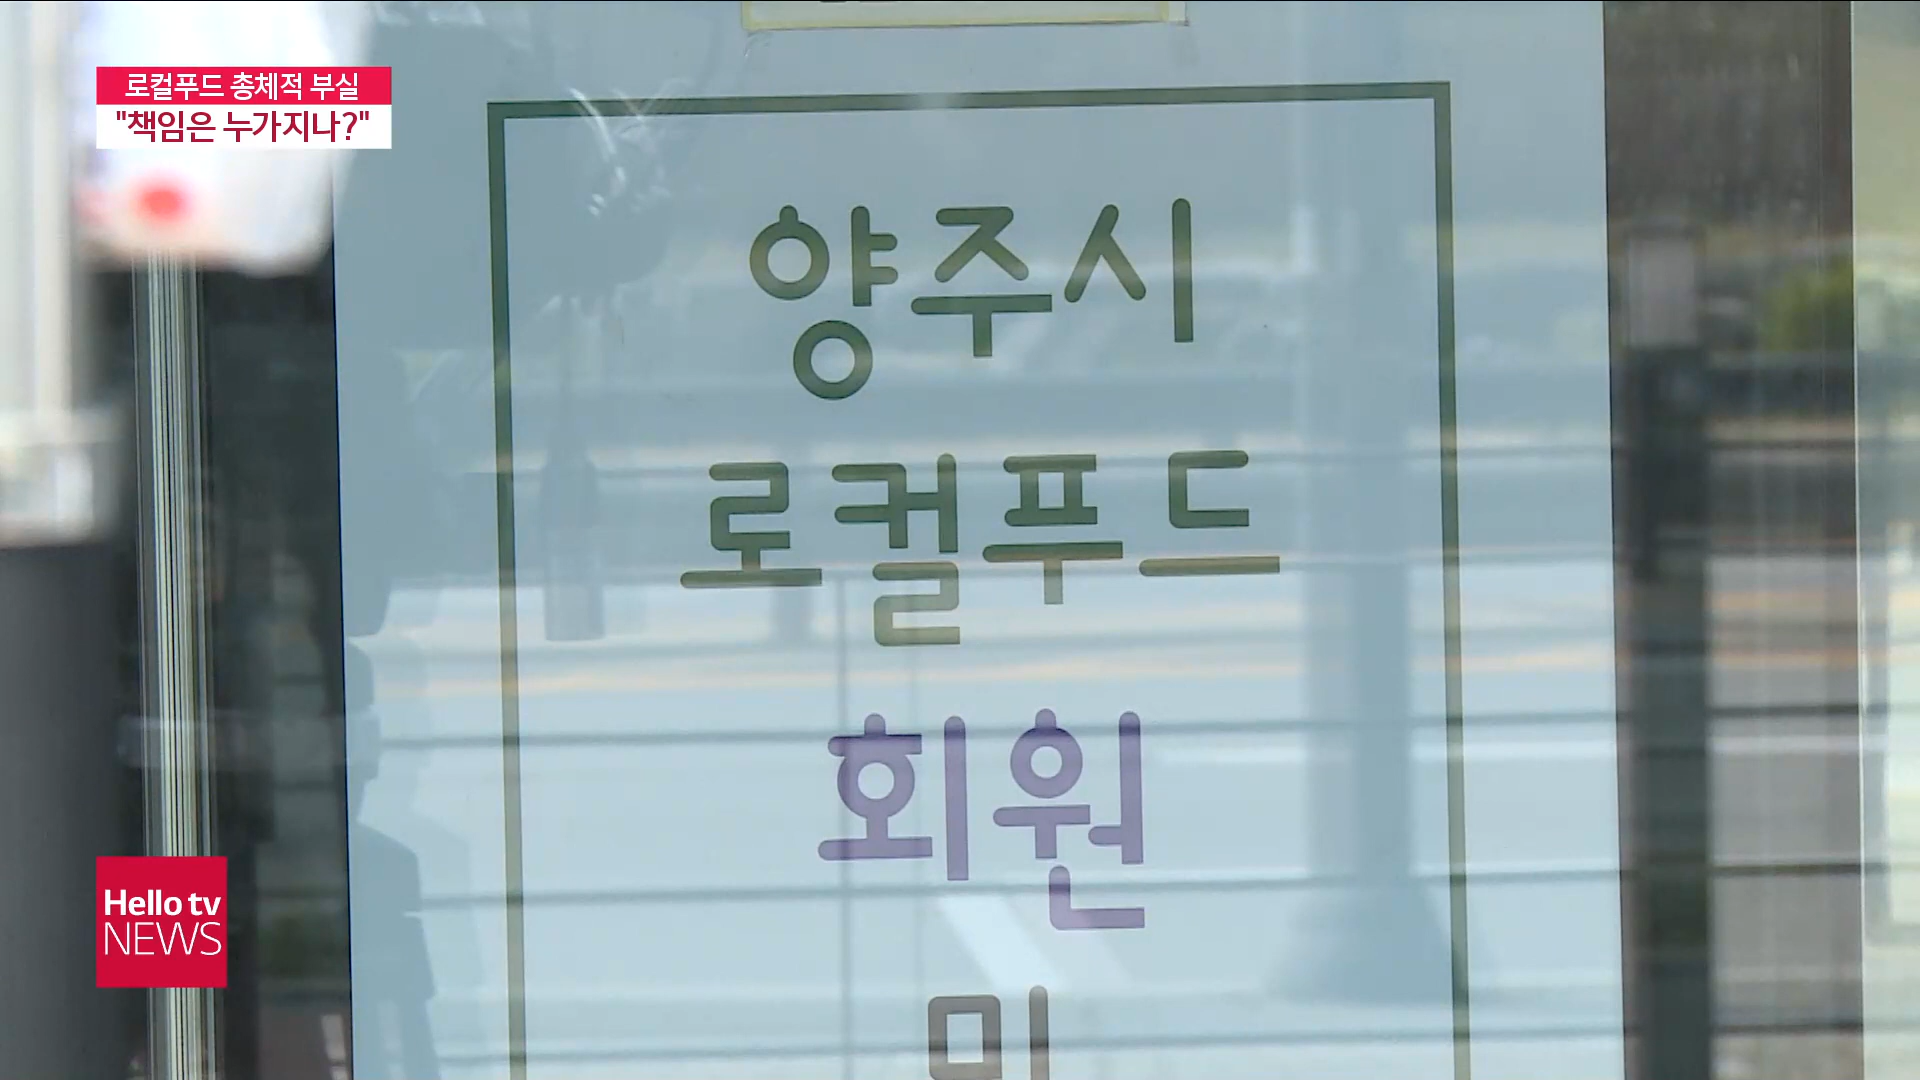 로컬푸드 총체적 부실
"책임은 누가지나?"
양주시
로컬푸드
회원
Hello tv
NEWS